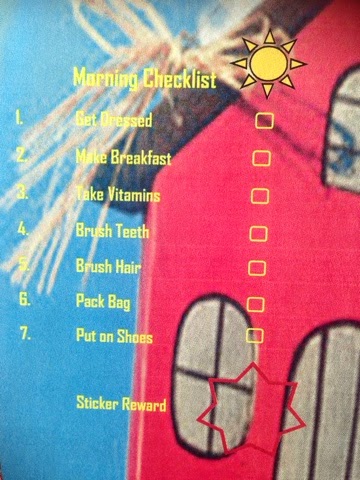 Morning Checklist
1. Get Dressed
2. Make Breakfast
3. Take Vitamins
4. Brush Teeth
5. Brush Hair
6. Pack Bag
7. Put on Shoes
Sticker Reward